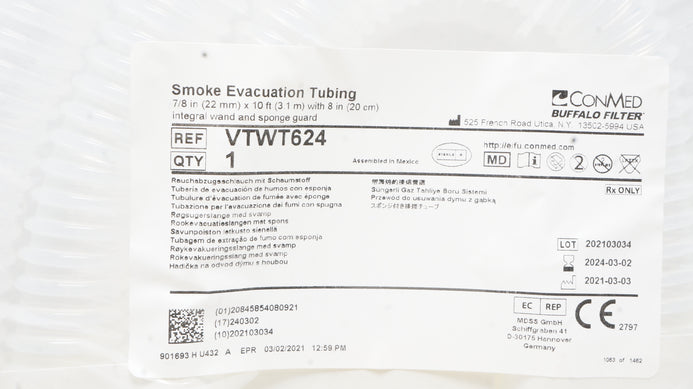 Smoke Evacuation Tubing
7/8 in (22 mm) x 10 ft (3.1 m) with 8 in (20 cm)
integral wand and sponge guard
CONMED
BUFFALO FILTER
525 French Road Utica, N.Y. 13502-5994 USA
REF VTWT624
QTY 1
Assembled in Mexico
http://eifu.conmed.com
MD
2
Rx ONLY
Rauchabzugsschlauch mit Schaumstoff
Tubería de evacuación de humos con esponja
Tubulure d'évacuation de fumée avec éponge
Tubazione per l'evacuazione dei fumi con spugna
Røgsugerslange med svamp
Rookevacuatieslangen met spons
Savunpoiston letkusto sienellä
Tubagem de extração de fumo com esponja
Røykevakueringsslange med svamp
Rökevakueringsslang med svamp
Hadička na odvod dýmu s houbou
Süngerli Gaz Tahliye Boru Sistemi
Przewód do usuwania dymu z gąbką
スポンジ付き排煙チューブ
LOT 202103034
2024-03-02
2021-03-03
(01)20845854080921
(17)240302
(10)202103034
EC REP
MDSS GmbH
Schiffgraben 41
D-30175 Hannover
Germany
CE 2797
901693 H U432 A EPR 03/02/2021 12:59 PM
1063 of 1462